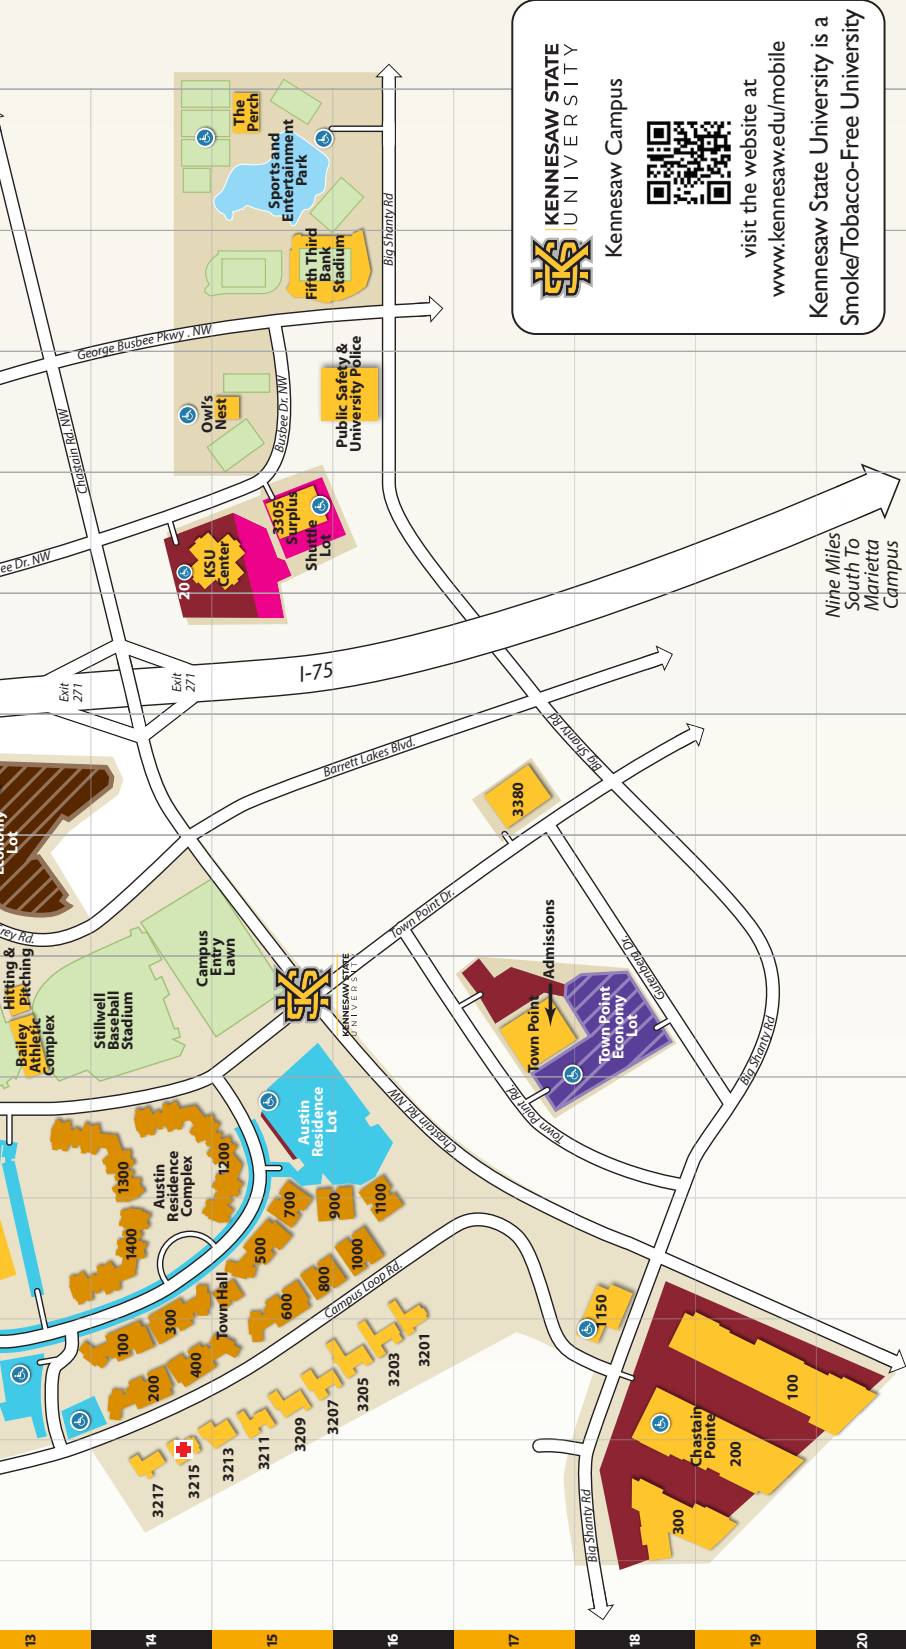 KENNESAW STATE
UNIVERSITY
Kennesaw Campus
visit the website at
www.kennesaw.edu/mobile
Kennesaw State University is a
Smoke/Tobacco-Free University
The
Perch
Sports and
Entertainment
Park
Big Shanty Rd
Fifth Third
Bank
Stadium
George Busbee Pkwy . NW
Public Safety &
University Police
Owl's
Nest
Busbee Dr. NW
Chastain Rd. NW
3305
Surplus
Shuttle
Lot
KSU
Center
20
ee Dr. NW
Nine Miles
South To
Marietta
Campus
Exit
271
Exit
271
I-75
Barrett Lakes Blvd.
Big Shanty Rd
3380
Economy
Lot
rey Rd.
Town Point Dr.
Campus
Entry
Lawn
Hitting &
Pitching
Bailey
Athletic
Complex
Stillwell
Baseball
Stadium
KENNESAW STATE
UNIVERSITY
Admissions
Town Point
Town Point
Economy
Lot
Gutenberg Dr.
Big Shanty Rd
Town Point Rd.
Chastain Rd. NW
Austin
Residence
Lot
Austin
Residence
Complex
1300
1200
1400
700
900
1100
500
1000
800
600
Town Hall
300
100
400
200
Campus Loop Rd.
3201
3203
3205
3207
3209
3211
3213
3215
3217
1150
100
Chastain
Pointe
200
300
Big Shanty Rd
13
14
15
16
17
18
19
20